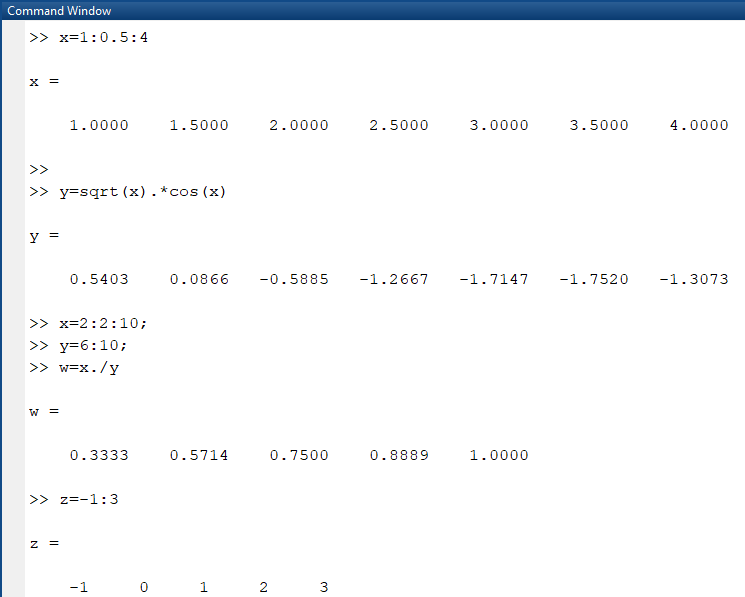 Command Window
>> x=1:0.5:4
x =
1.0000 1.5000 2.0000 2.5000 3.0000 3.5000 4.0000
>>
>> y=sqrt(x).*cos(x)
y =
0.5403 0.0866 -0.5885 -1.2667 -1.7147 -1.7520 -1.3073
>> x=2:2:10;
>> y=6:10;
>> w=x./y
w =
0.3333 0.5714 0.7500 0.8889 1.0000
>> z=-1:3
z =
-1 0 1 2 3